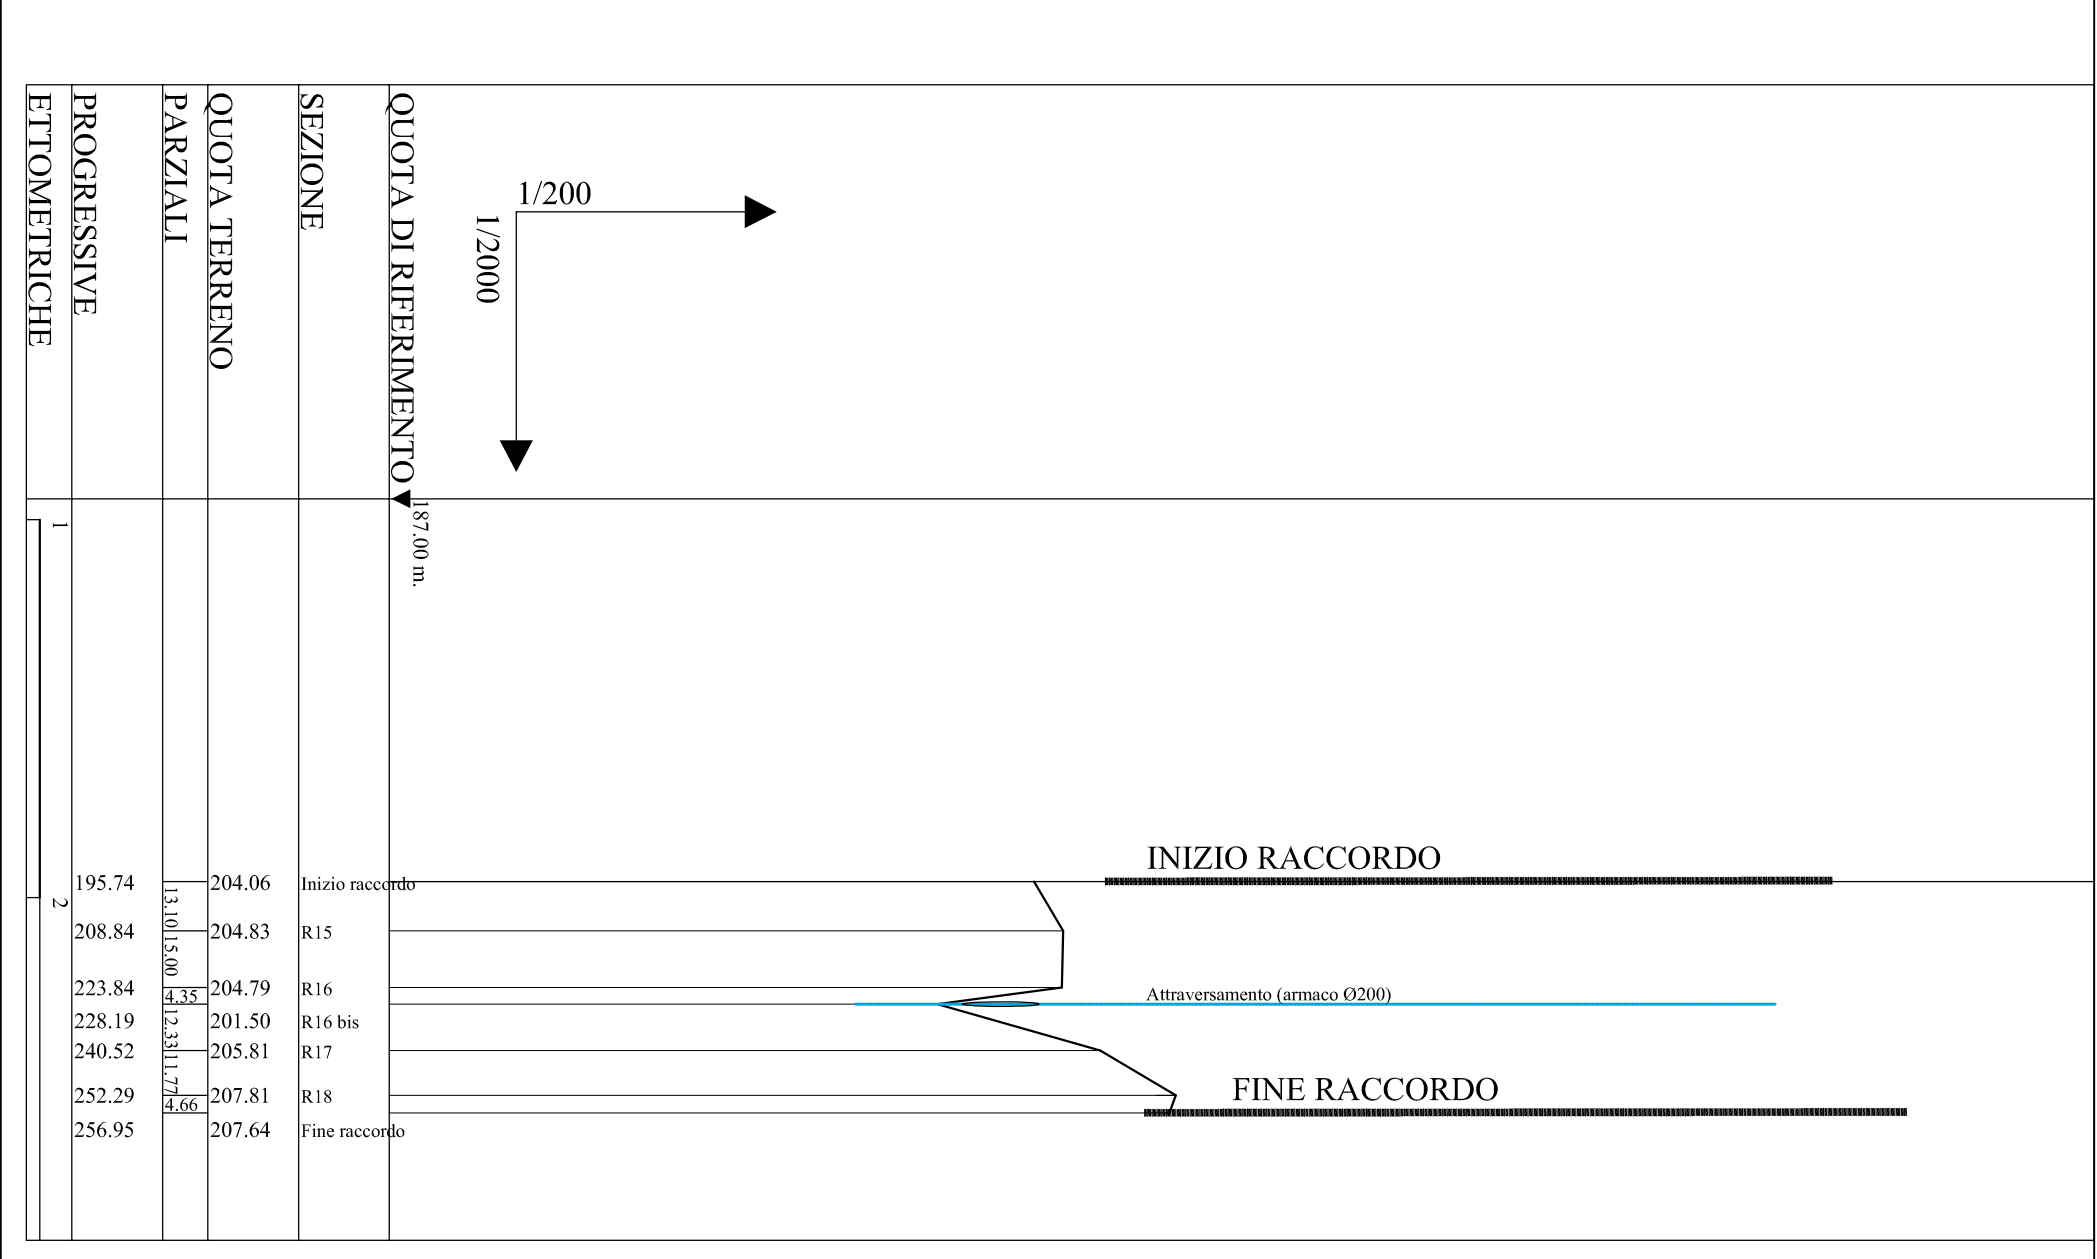 ETTOMETRICHE
PROGRESSIVE
PARZIALI
QUOTA TERRENO
SEZIONE
QUOTA DI RIFERIMENTO
187.00 m.
1/200
1/2000
1
2
INIZIO RACCORDO
195.74 204.06 Inizio raccordo
13.10
208.84 204.83 R15
15.00
223.84 204.79 R16
4.35
Attraversamento (armaco Ø200)
228.19 201.50 R16 bis
12.33
240.52 205.81 R17
11.77
FINE RACCORDO
252.29 207.81 R18
4.66
256.95 207.64 Fine raccordo